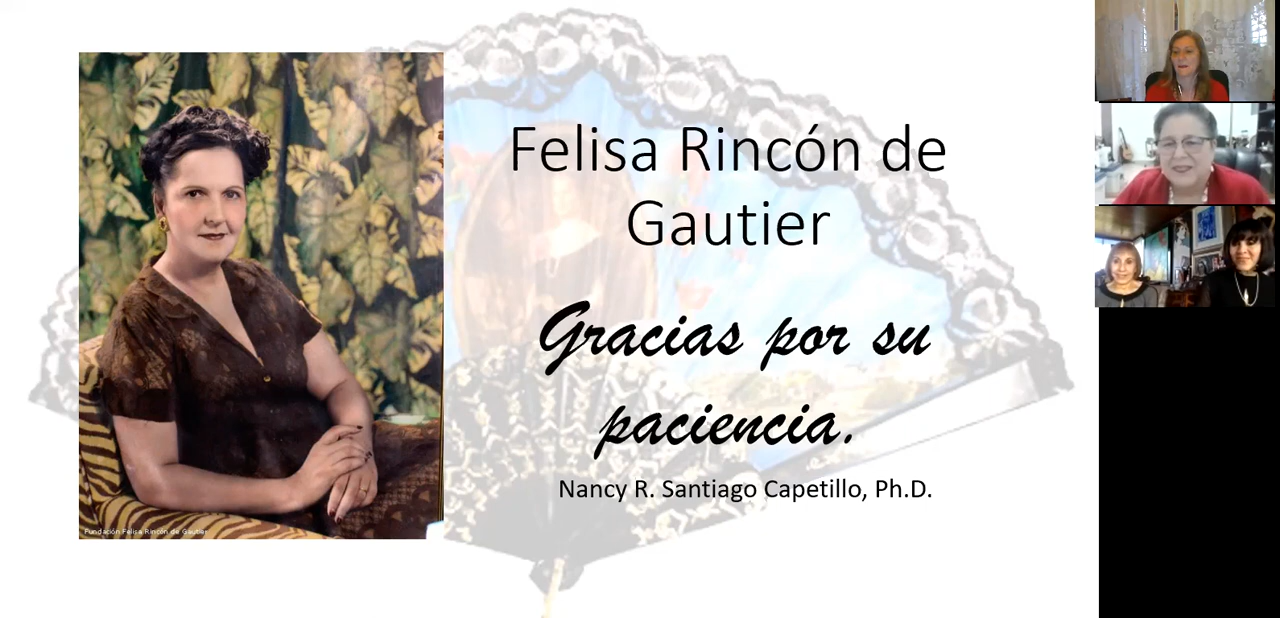 Felisa Rincón de
Gautier
Gracias por su
paciencia.
Nancy R. Santiago Capetillo, Ph.D.
Fundación Felisa Rincón de Gautier